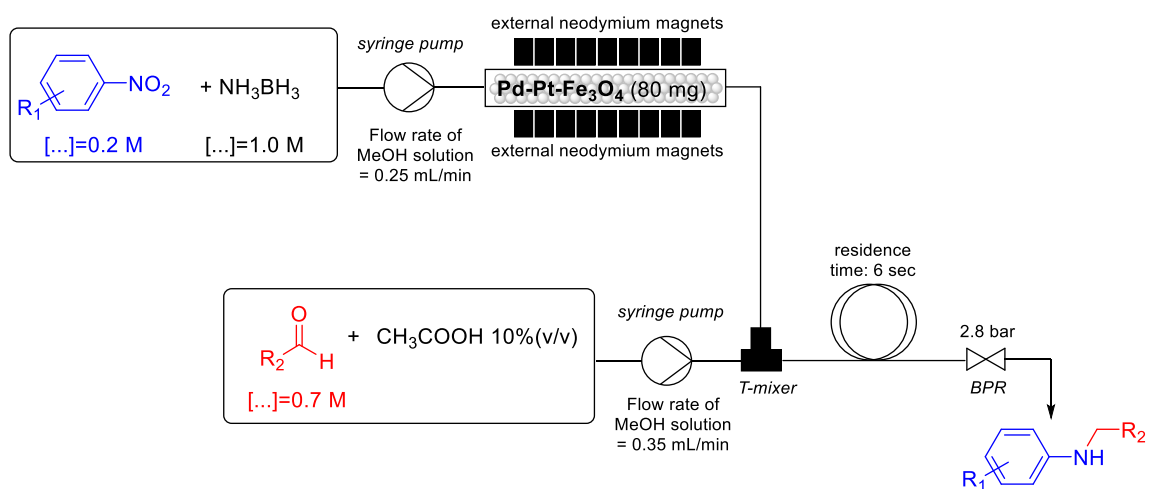 external neodymium magnets
syringe pump
NO2
R1
+ NH3BH3
[...]=0.2 M
[...]=1.0 M
Pd-Pt-Fe3O4 (80 mg)
Flow rate of
MeOH solution
= 0.25 mL/min
external neodymium magnets
residence
time: 6 sec
O
R2
H
+ CH3COOH 10%(v/v)
[...]=0.7 M
syringe pump
Flow rate of
MeOH solution
= 0.35 mL/min
T-mixer
2.8 bar
BPR
R1
NH
R2